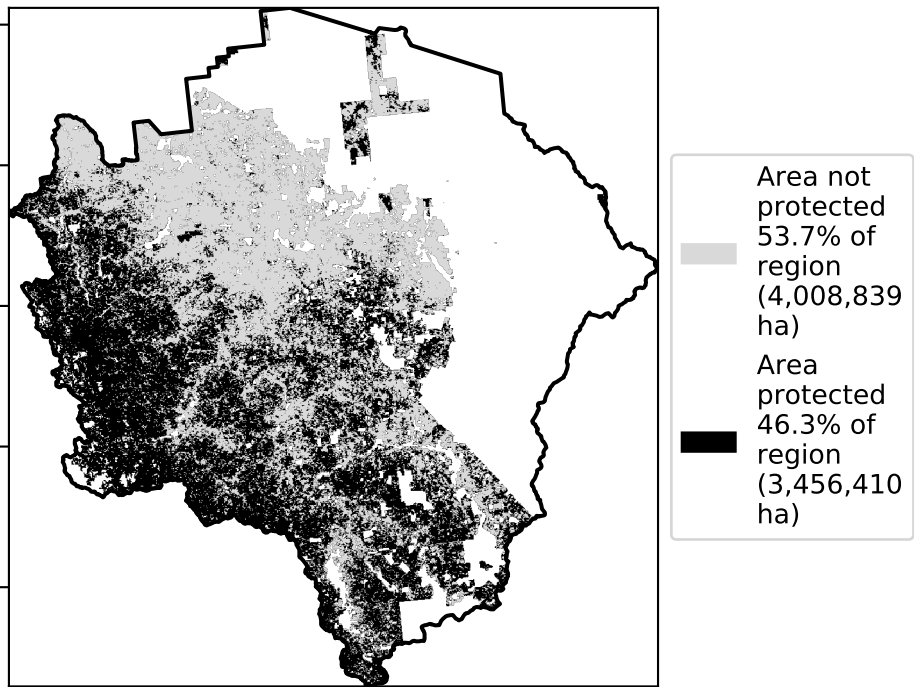 Area not
protected
53.7% of
region
(4,008,839
ha)
Area
protected
46.3% of
region
(3,456,410
ha)